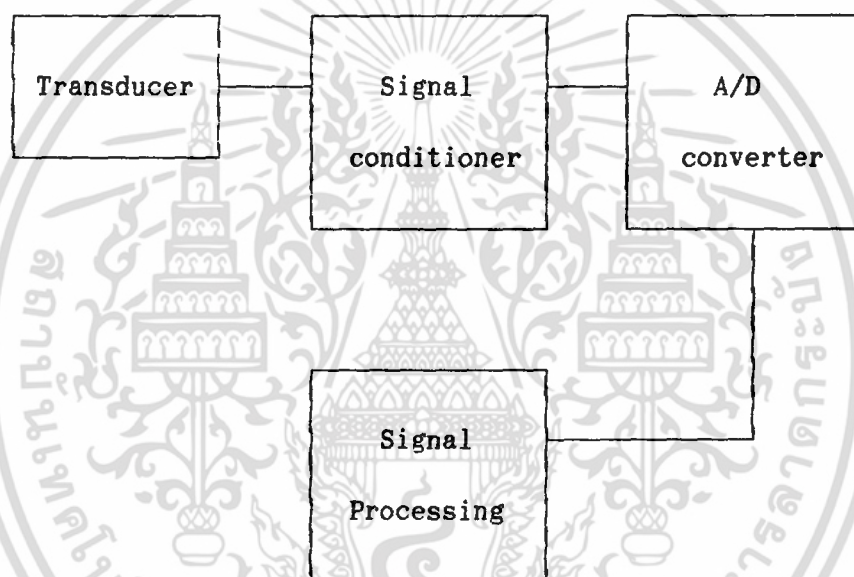 Transducer
Signal
conditioner
A/D
converter
Signal
Processing